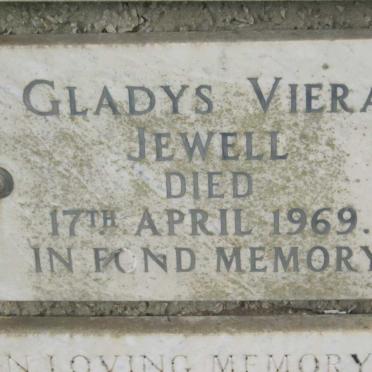 GLADYS VIERA
JEWELL
DIED
17TH APRIL 1969.
IN FOND MEMORY
IN LOVING MEMORY